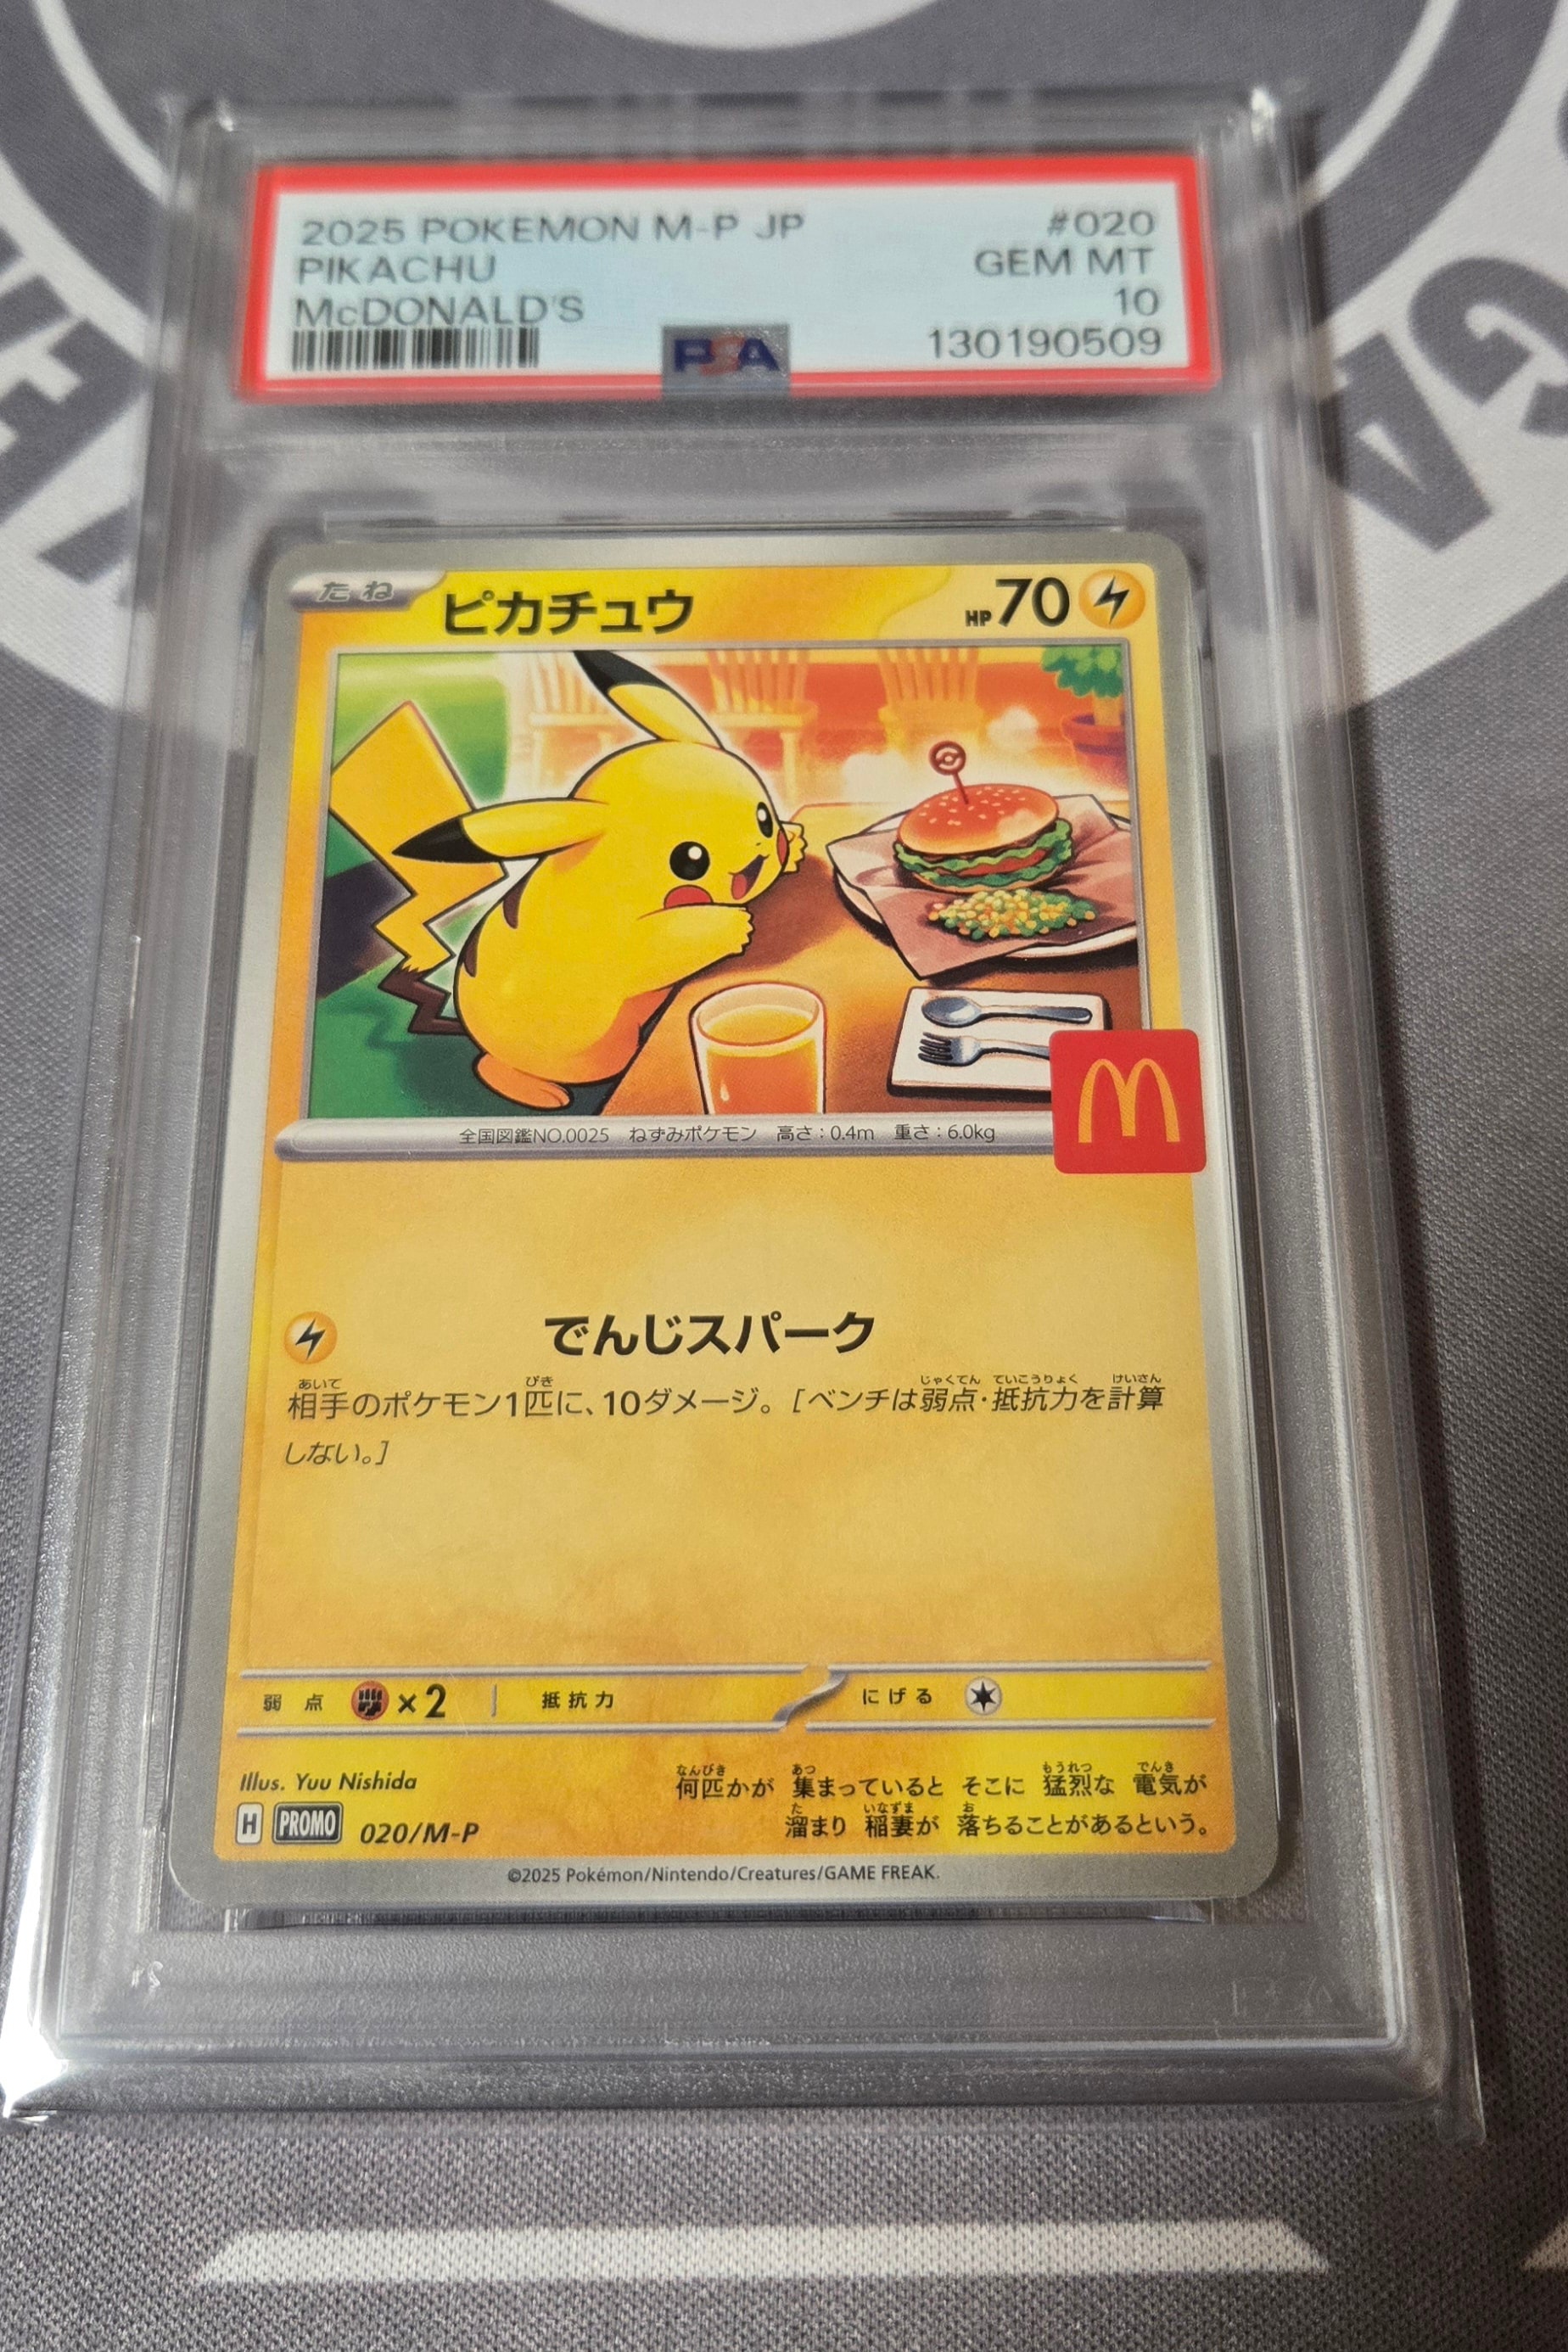 2025 POKEMON M-P JP #020
PIKACHU GEM MT
McDONALD'S 10
PSA 130190509
たね ピカチュウ HP70
M
全国図鑑NO.0025 ねずみポケモン 高さ:0.4m 重さ:6.0kg
でんじスパーク
相手のポケモン1匹に、10ダメージ。[ベンチは弱点・抵抗力を計算
しない。]
弱点 ×2 抵抗力 にげる
Illus. Yuu Nishida
何匹かが 集まっていると そこに 猛烈な 電気が
H PROMO 020/M-P
溜まり 稲妻が 落ちることがあるという。
©2025 Pokémon/Nintendo/Creatures/GAME FREAK.